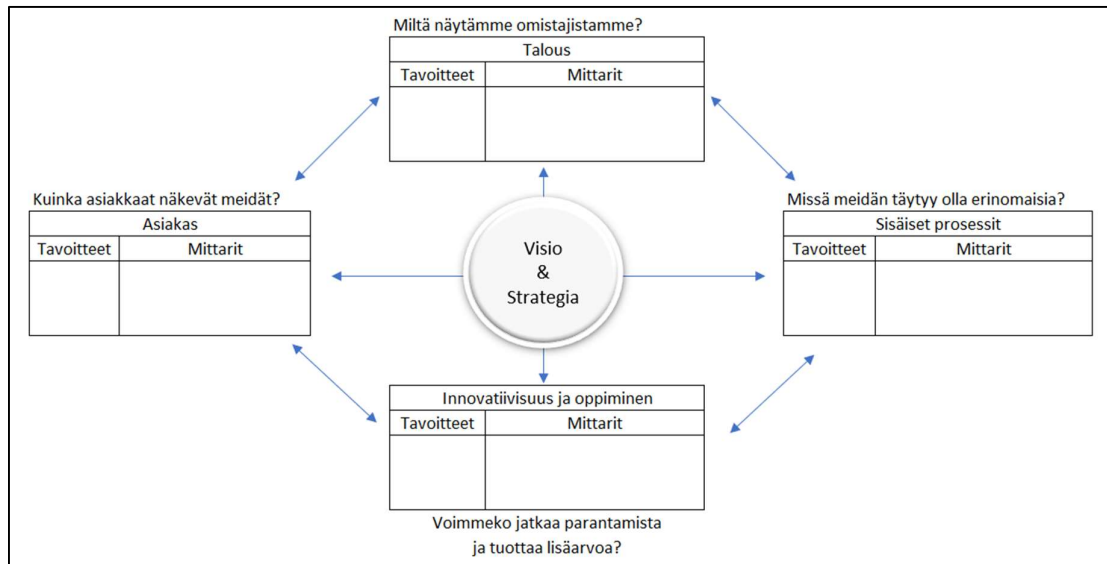 Miltä näytämme omistajistamme?
Talous
Tavoitteet Mittarit
Kuinka asiakkaat näkevät meidät?
Asiakas
Tavoitteet Mittarit
Visio
&
Strategia
Missä meidän täytyy olla erinomaisia?
Sisäiset prosessit
Tavoitteet Mittarit
Innovatiivisuus ja oppiminen
Tavoitteet Mittarit
Voimmeko jatkaa parantamista
ja tuottaa lisäarvoa?